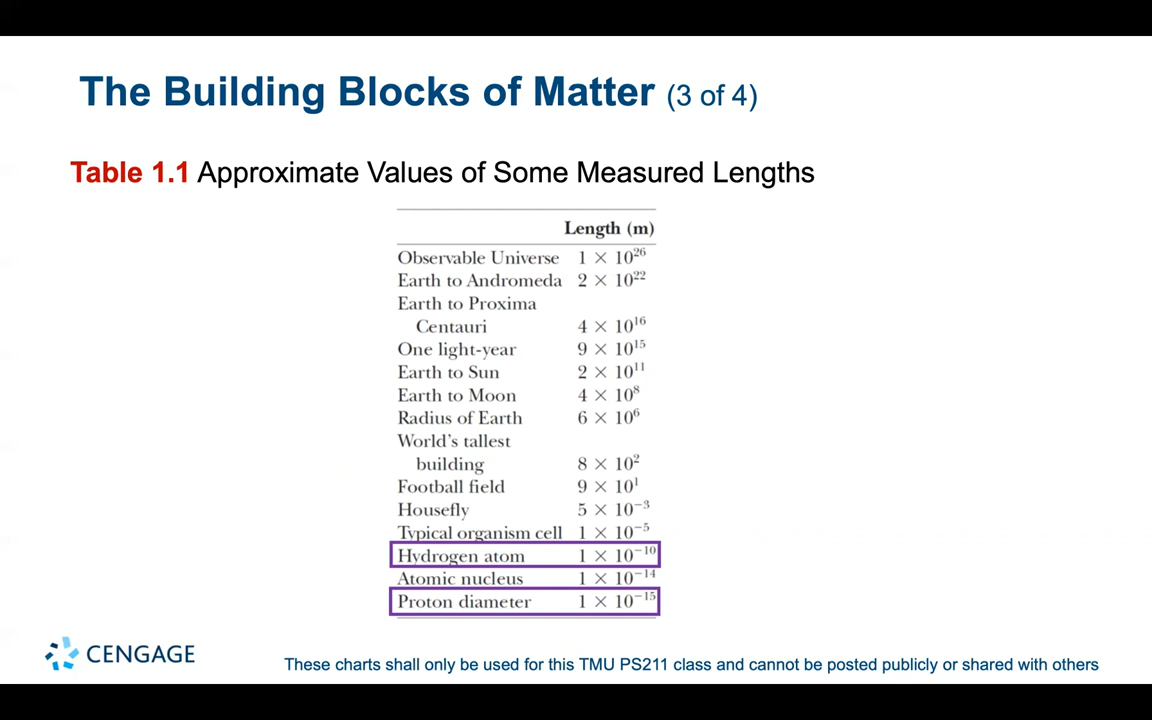 The Building Blocks of Matter (3 of 4)
Table 1.1 Approximate Values of Some Measured Lengths
Length (m)
Observable Universe 1 × 10²⁶
Earth to Andromeda 2 × 10²²
Earth to Proxima
Centauri 4 × 10¹⁶
One light-year 9 × 10¹⁵
Earth to Sun 2 × 10¹¹
Earth to Moon 4 × 10⁸
Radius of Earth 6 × 10⁶
World's tallest
building 8 × 10²
Football field 9 × 10¹
Housefly 5 × 10⁻³
Typical organism cell 1 × 10⁻⁵
Hydrogen atom 1 × 10⁻¹⁰
Atomic nucleus 1 × 10⁻¹⁴
Proton diameter 1 × 10⁻¹⁵
CENGAGE
These charts shall only be used for this TMU PS211 class and cannot be posted publicly or shared with others